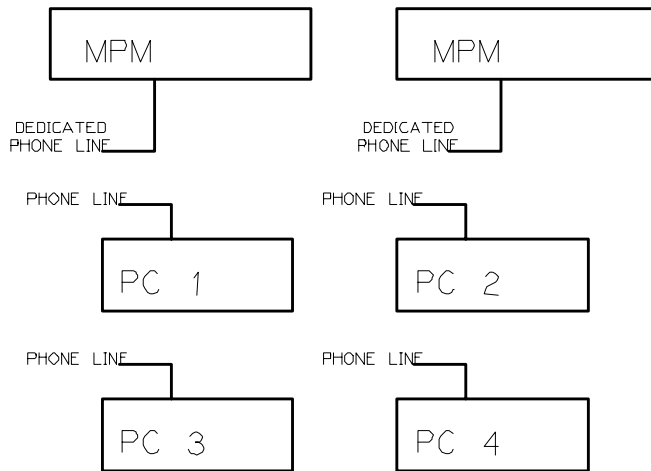 MPM
MPM
DEDICATED
PHONE LINE
DEDICATED
PHONE LINE
PHONE LINE
PHONE LINE
PC 1
PC 2
PHONE LINE
PHONE LINE
PC 3
PC 4